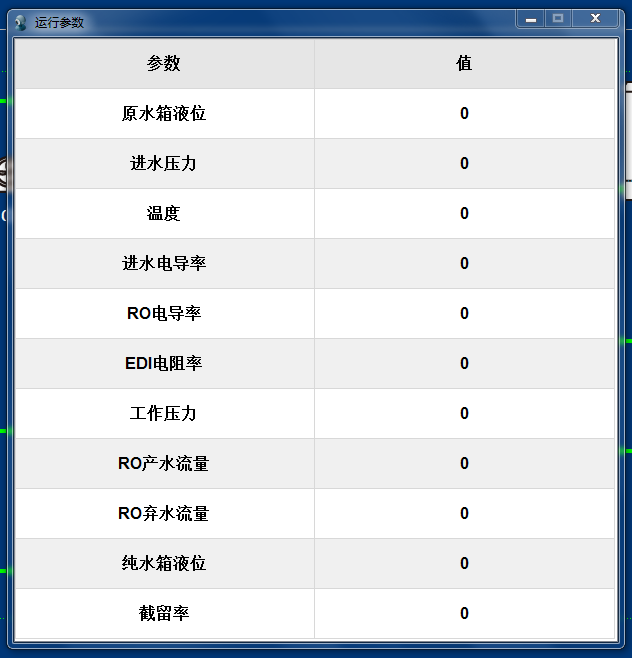 运行参数
参数 值
原水箱液位 0
进水压力 0
温度 0
进水电导率 0
RO电导率 0
EDI电阻率 0
工作压力 0
RO产水流量 0
RO弃水流量 0
纯水箱液位 0
截留率 0